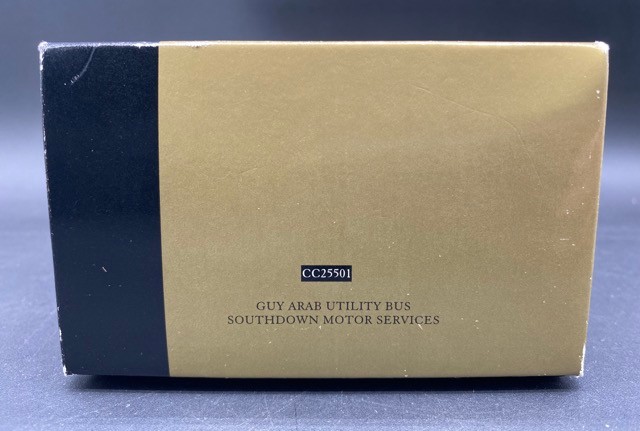 CC25501
GUY ARAB UTILITY BUS
SOUTHDOWN MOTOR SERVICES